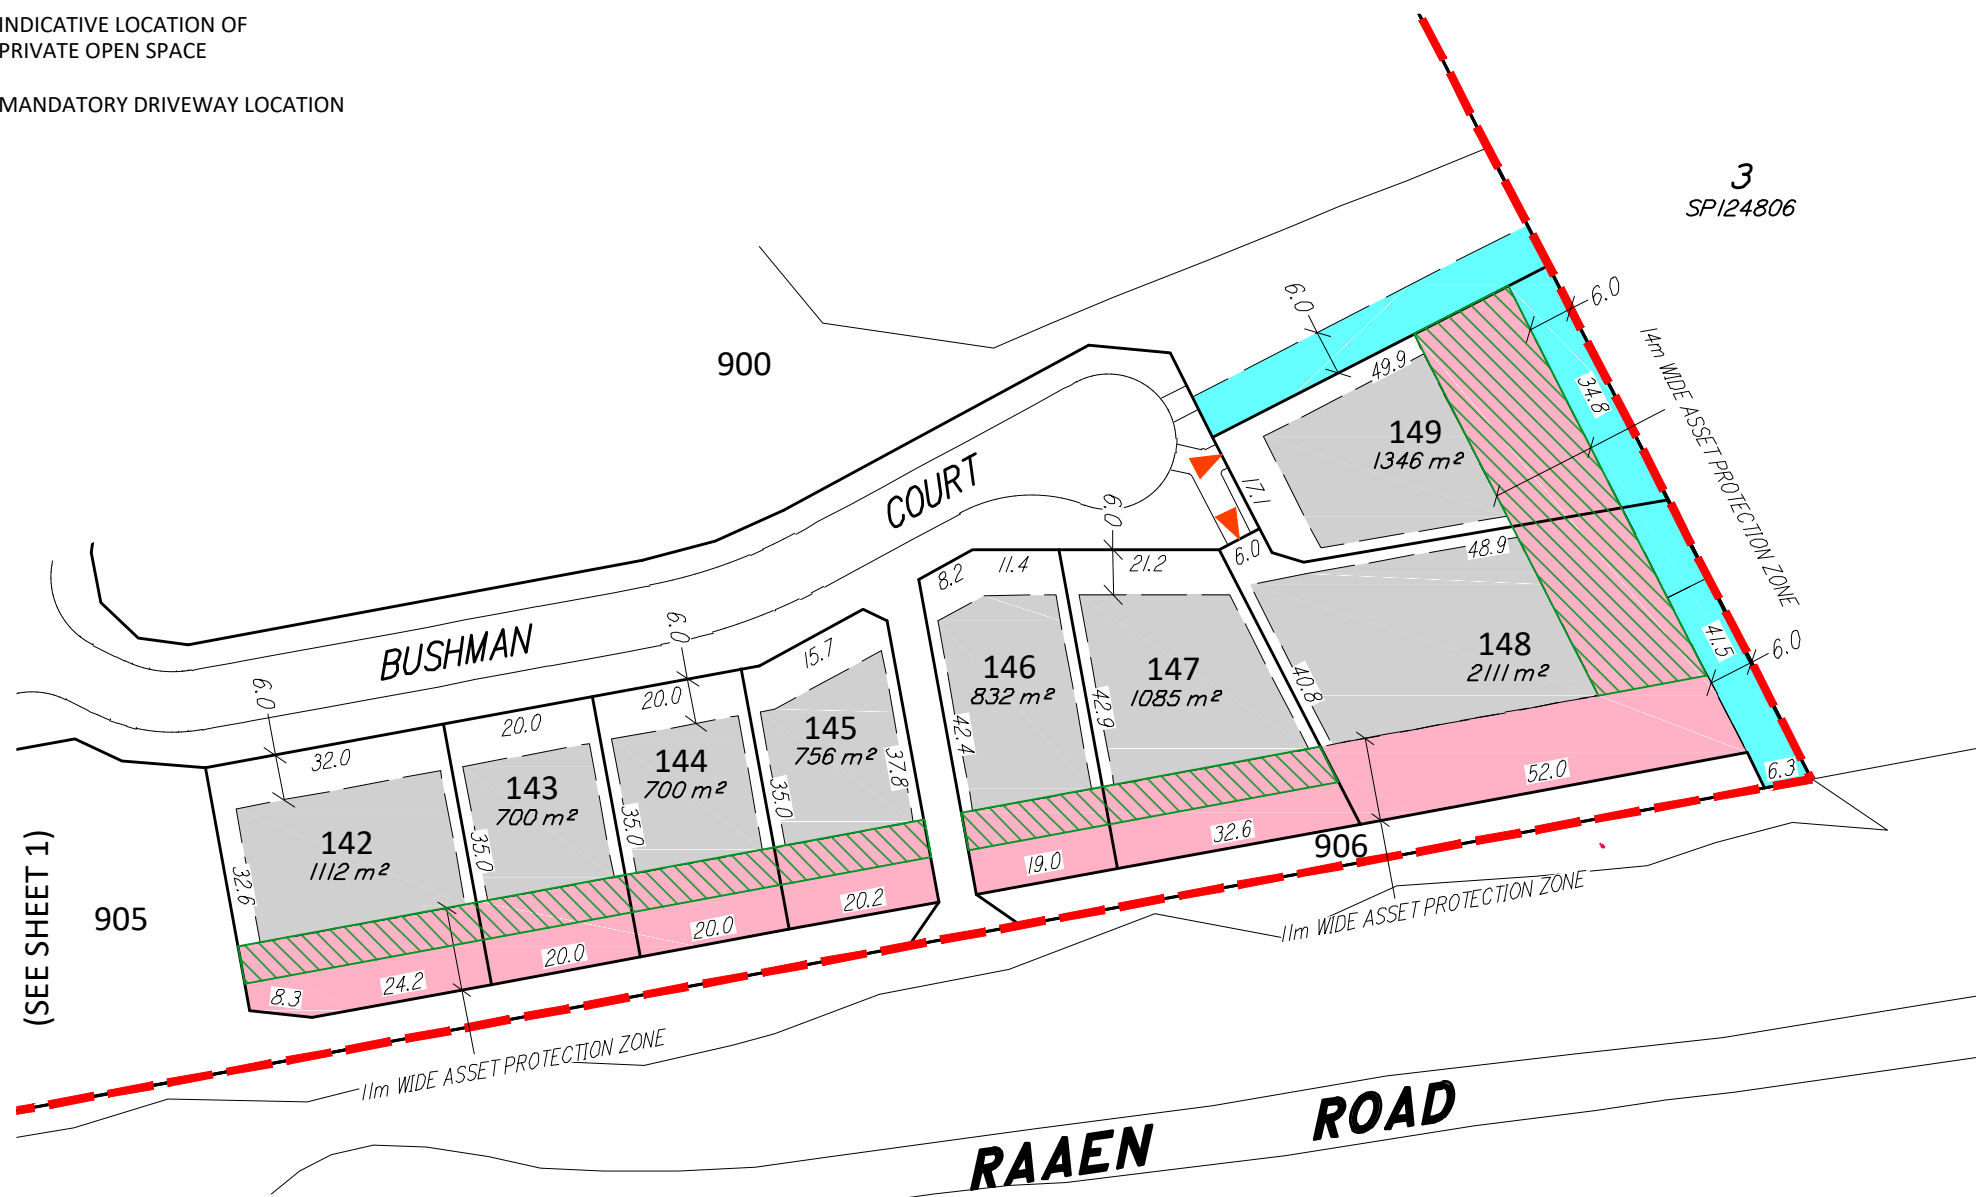 INDICATIVE LOCATION OF
PRIVATE OPEN SPACE
MANDATORY DRIVEWAY LOCATION
3
SP124806
6.0
6.0
14m WIDE ASSET PROTECTION ZONE
900
49.9
34.8
149
1346 m²
COURT
17.1
6.0
6.0
48.9
8.2
11.4
21.2
BUSHMAN
6.0
15.7
41.5
6.0
148
2111 m²
146
832 m²
147
1085 m²
40.8
6.0
20.0
20.0
42.4
42.9
145
756 m²
37.8
32.0
144
700 m²
143
700 m²
35.0
35.0
35.0
52.0
6.3
142
1112 m²
32.6
32.6
906
19.0
(SEE SHEET 1)
905
20.2
20.0
20.0
24.2
8.3
11m WIDE ASSET PROTECTION ZONE
11m WIDE ASSET PROTECTION ZONE
RAAEN ROAD